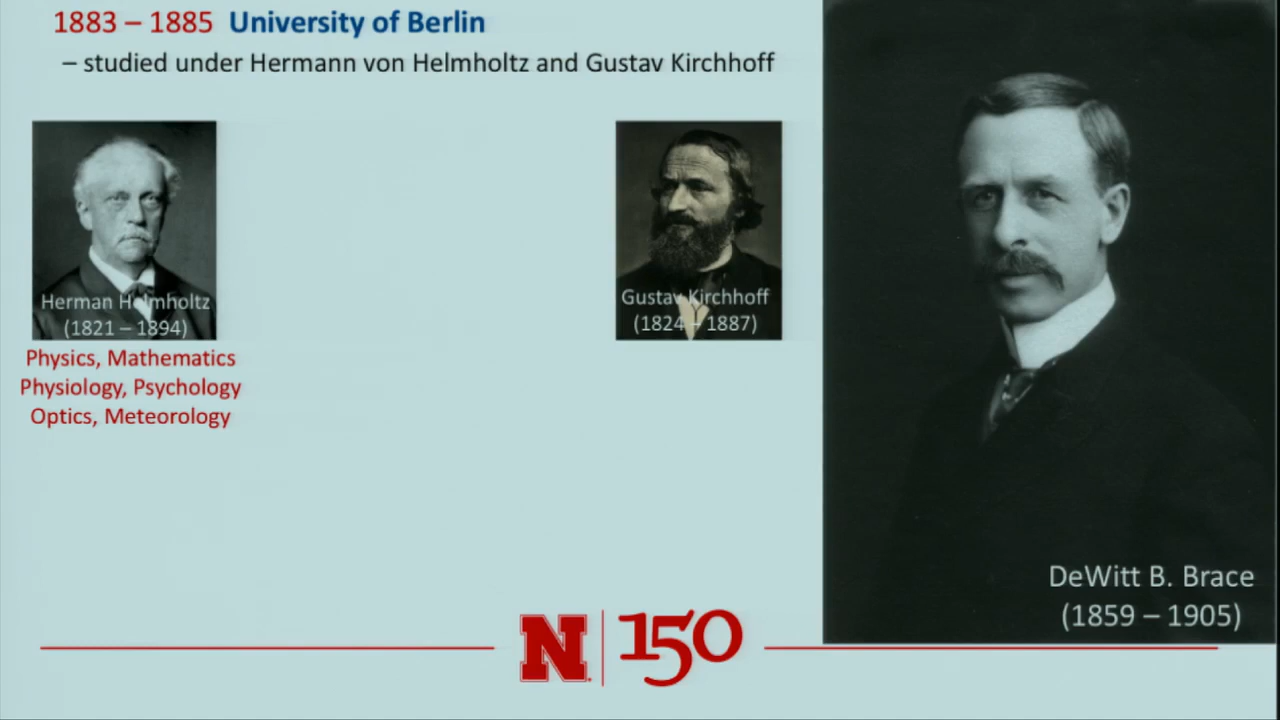 1883 – 1885 University of Berlin
– studied under Hermann von Helmholtz and Gustav Kirchhoff
Herman Helmholtz
(1821 – 1894)
Physics, Mathematics
Physiology, Psychology
Optics, Meteorology
Gustav Kirchhoff
(1824 – 1887)
DeWitt B. Brace
(1859 – 1905)
N 150